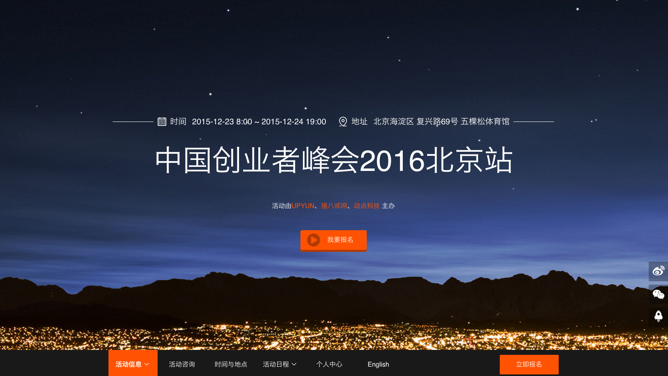 时间 2015-12-23 8:00 ~ 2015-12-24 19:00 地址 北京海淀区 复兴路69号 五棵松体育馆
中国创业者峰会2016北京站
活动由UPYUN、猪八戒网、动点科技 主办
我要报名
活动信息 活动咨询 时间与地点 活动日程 个人中心 English 立即报名